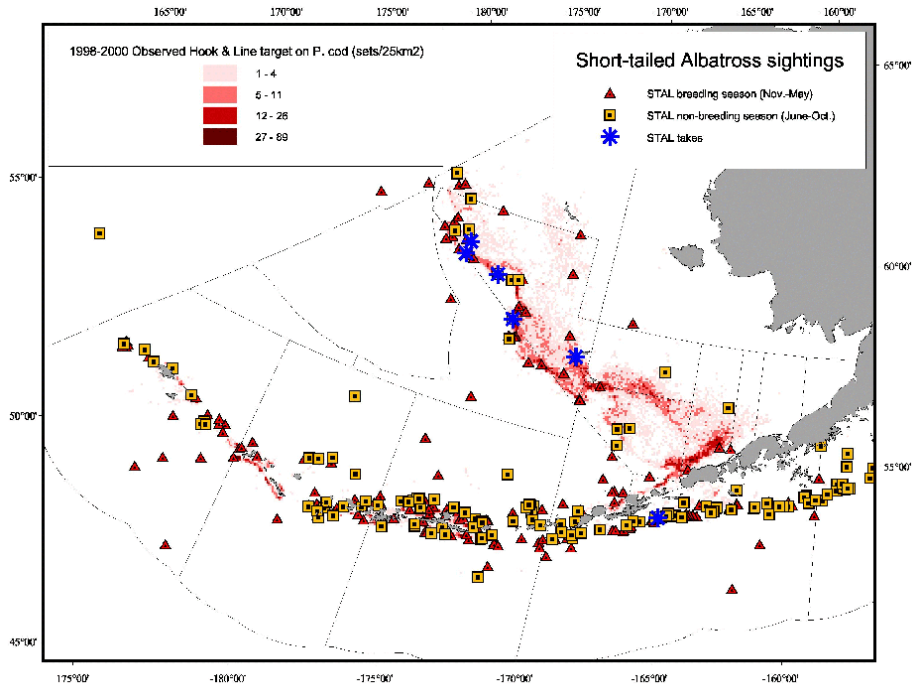 165°00' 170°00' 175°00' -180°00' -175°00' -170°00' -165°00' -160°00'
1998-2000 Observed Hook & Line target on P. cod (sets/25km2)
1 - 4
5 - 11
12 - 26
27 - 89
Short-tailed Albatross sightings
STAL breeding season (Nov.-May)
STAL non-breeding season (June-Oct.)
STAL takes
65°00'
55°00'
60°00'
50°00'
55°00'
45°00'
175°00' -180°00' -175°00' -170°00' -165°00' -160°00'